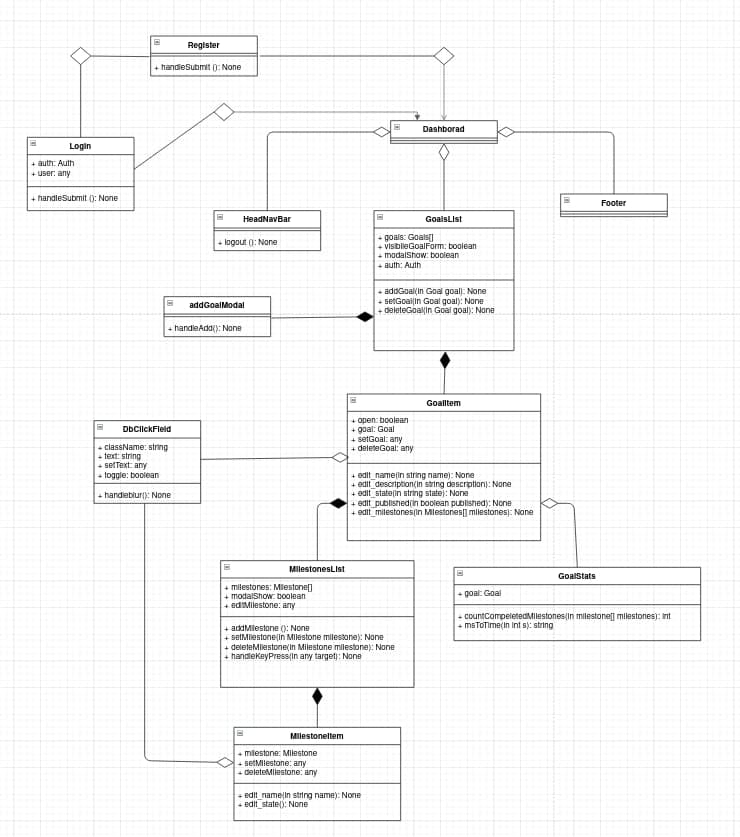 Register
+ handleSubmit (): None
Dashborad
Login
+ auth: Auth
+ user: any
+ handleSubmit (): None
Footer
HeadNavBar
+ logout (): None
GoalsList
+ goals: Goals[]
+ visibileGoalForm: boolean
+ modalShow: boolean
+ auth: Auth
+ addGoal(in Goal goal): None
+ setGoal(in Goal goal): None
+ deleteGoal(in Goal goal): None
addGoalModal
+ handleAdd(): None
GoalItem
+ open: boolean
+ goal: Goal
+ setGoal: any
+ deleteGoal: any
+ edit_name(in string name): None
+ edit_description(in string description): None
+ edit_state(in string state): None
+ edit_published(in boolean published): None
+ edit_milestones(in Milestones[] milestones): None
DbClickField
+ className: string
+ text: string
+ setText: any
+ toggle: boolean
+ handleblur(): None
MilestonesList
+ milestones: Milestone[]
+ modalShow: boolean
+ editMilestone: any
+ addMilestone (): None
+ setMilestone(in Milestone milestone): None
+ deleteMilestone(in Milestone milestone): None
+ handleKeyPress(in any target): None
GoalStats
+ goal: Goal
+ countCompeletedMilestones(in milestone[] milestones): int
+ msToTime(in int s): string
MilestoneItem
+ milestone: Milestone
+ setMilestone: any
+ deleteMilestone: any
+ edit_name(in string name): None
+ edit_state(): None